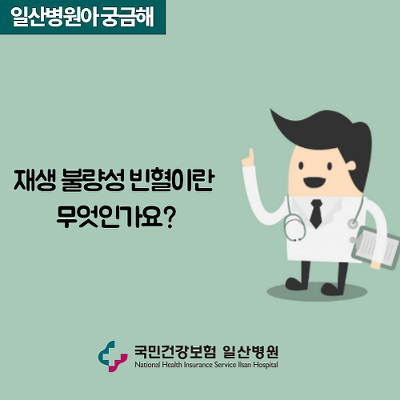 일산병원아 궁금해
재생 불량성 빈혈이란
무엇인가요?
국민건강보험 일산병원
National Health Insurance Service Ilsan Hospital